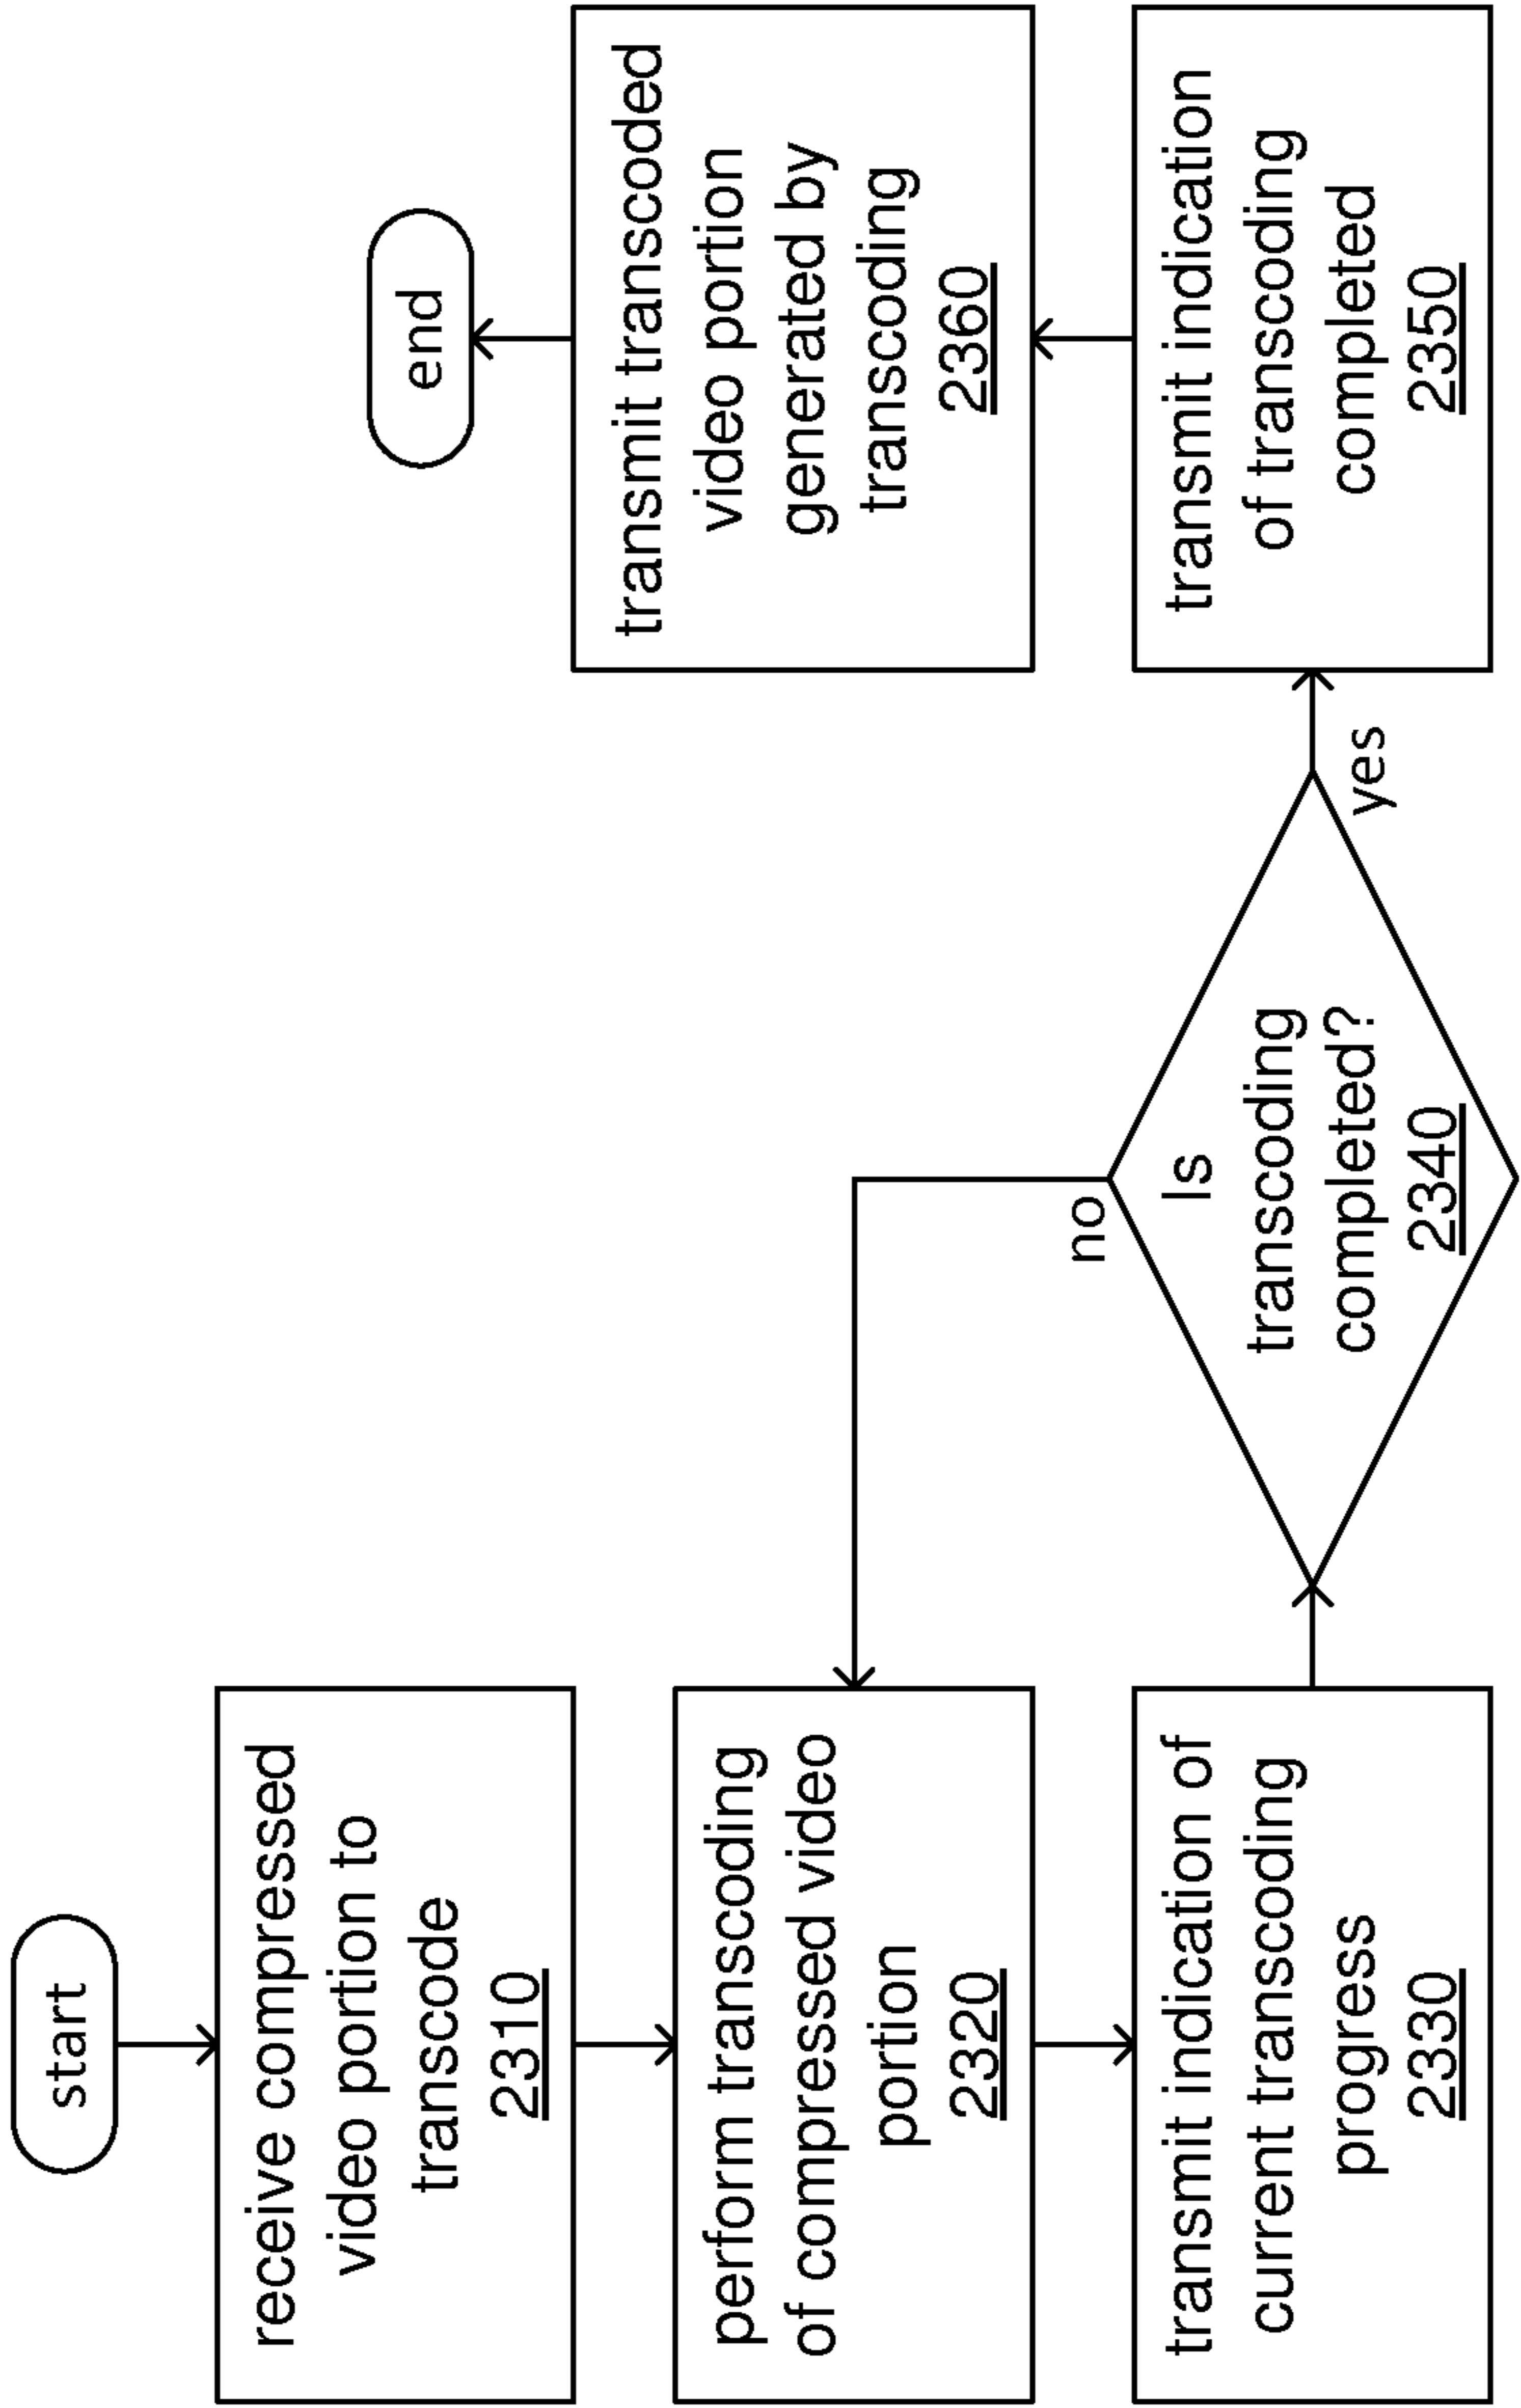 start
receive compressed
video portion to
transcode
2310
perform transcoding
of compressed video
portion
2320
transmit indication of
current transcoding
progress
2330
no
Is
transcoding
completed?
2340
yes
transmit indication
of transcoding
completed
2350
transmit transcoded
video portion
generated by
transcoding
2360
end